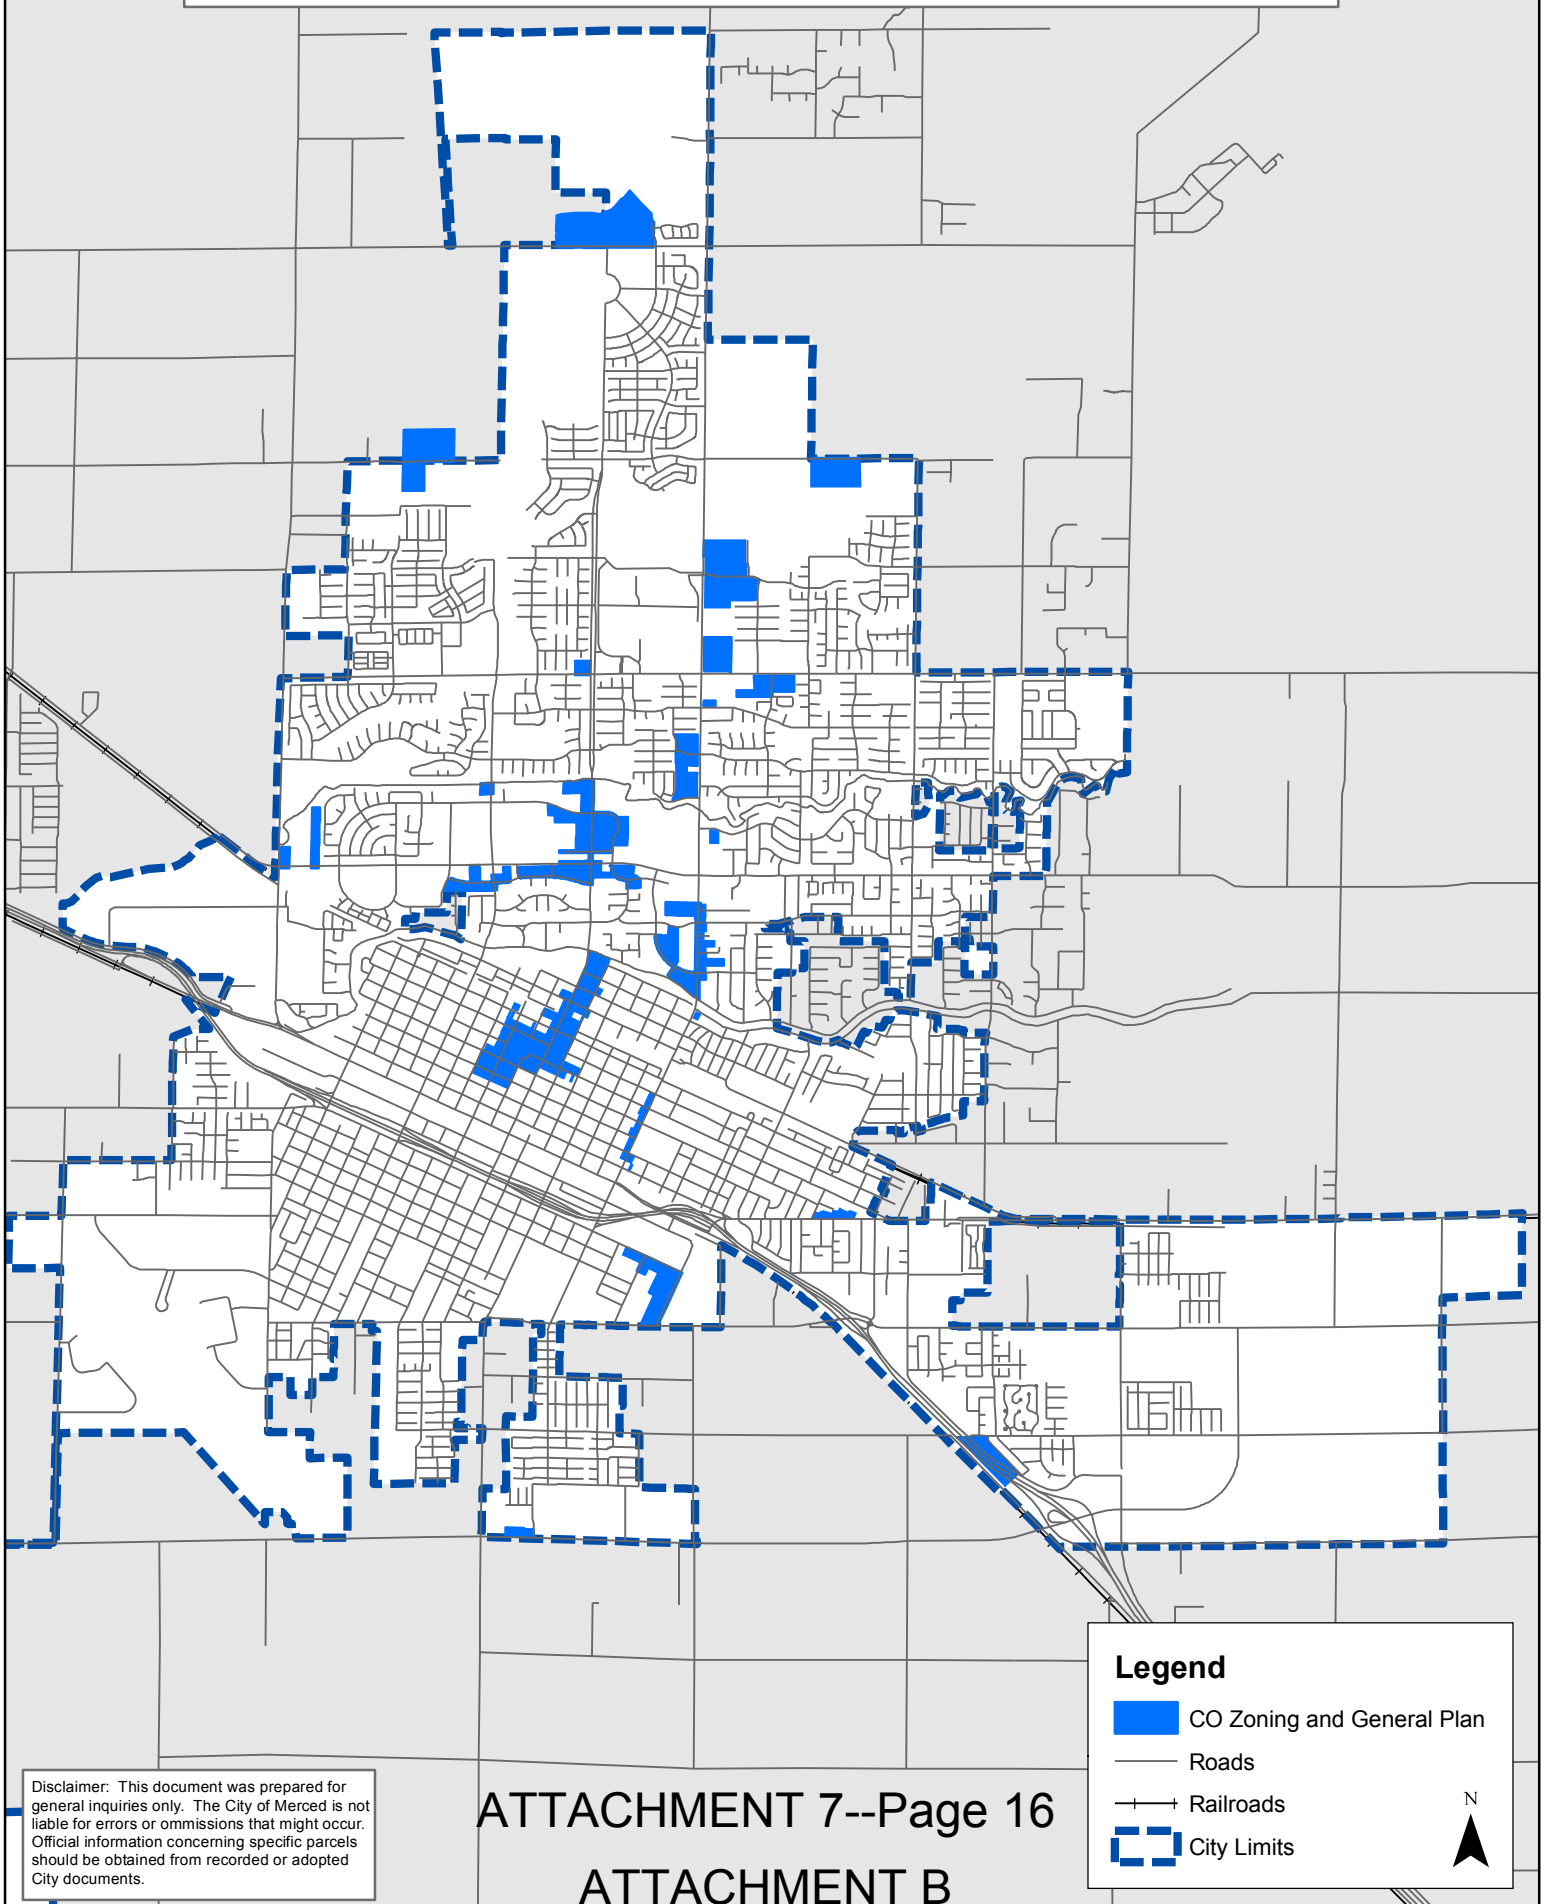 Legend
CO Zoning and General Plan
Roads
Railroads
City Limits
N
Disclaimer: This document was prepared for
general inquiries only. The City of Merced is not
liable for errors or ommissions that might occur.
Official information concerning specific parcels
should be obtained from recorded or adopted
City documents.
ATTACHMENT 7--Page 16
ATTACHMENT B